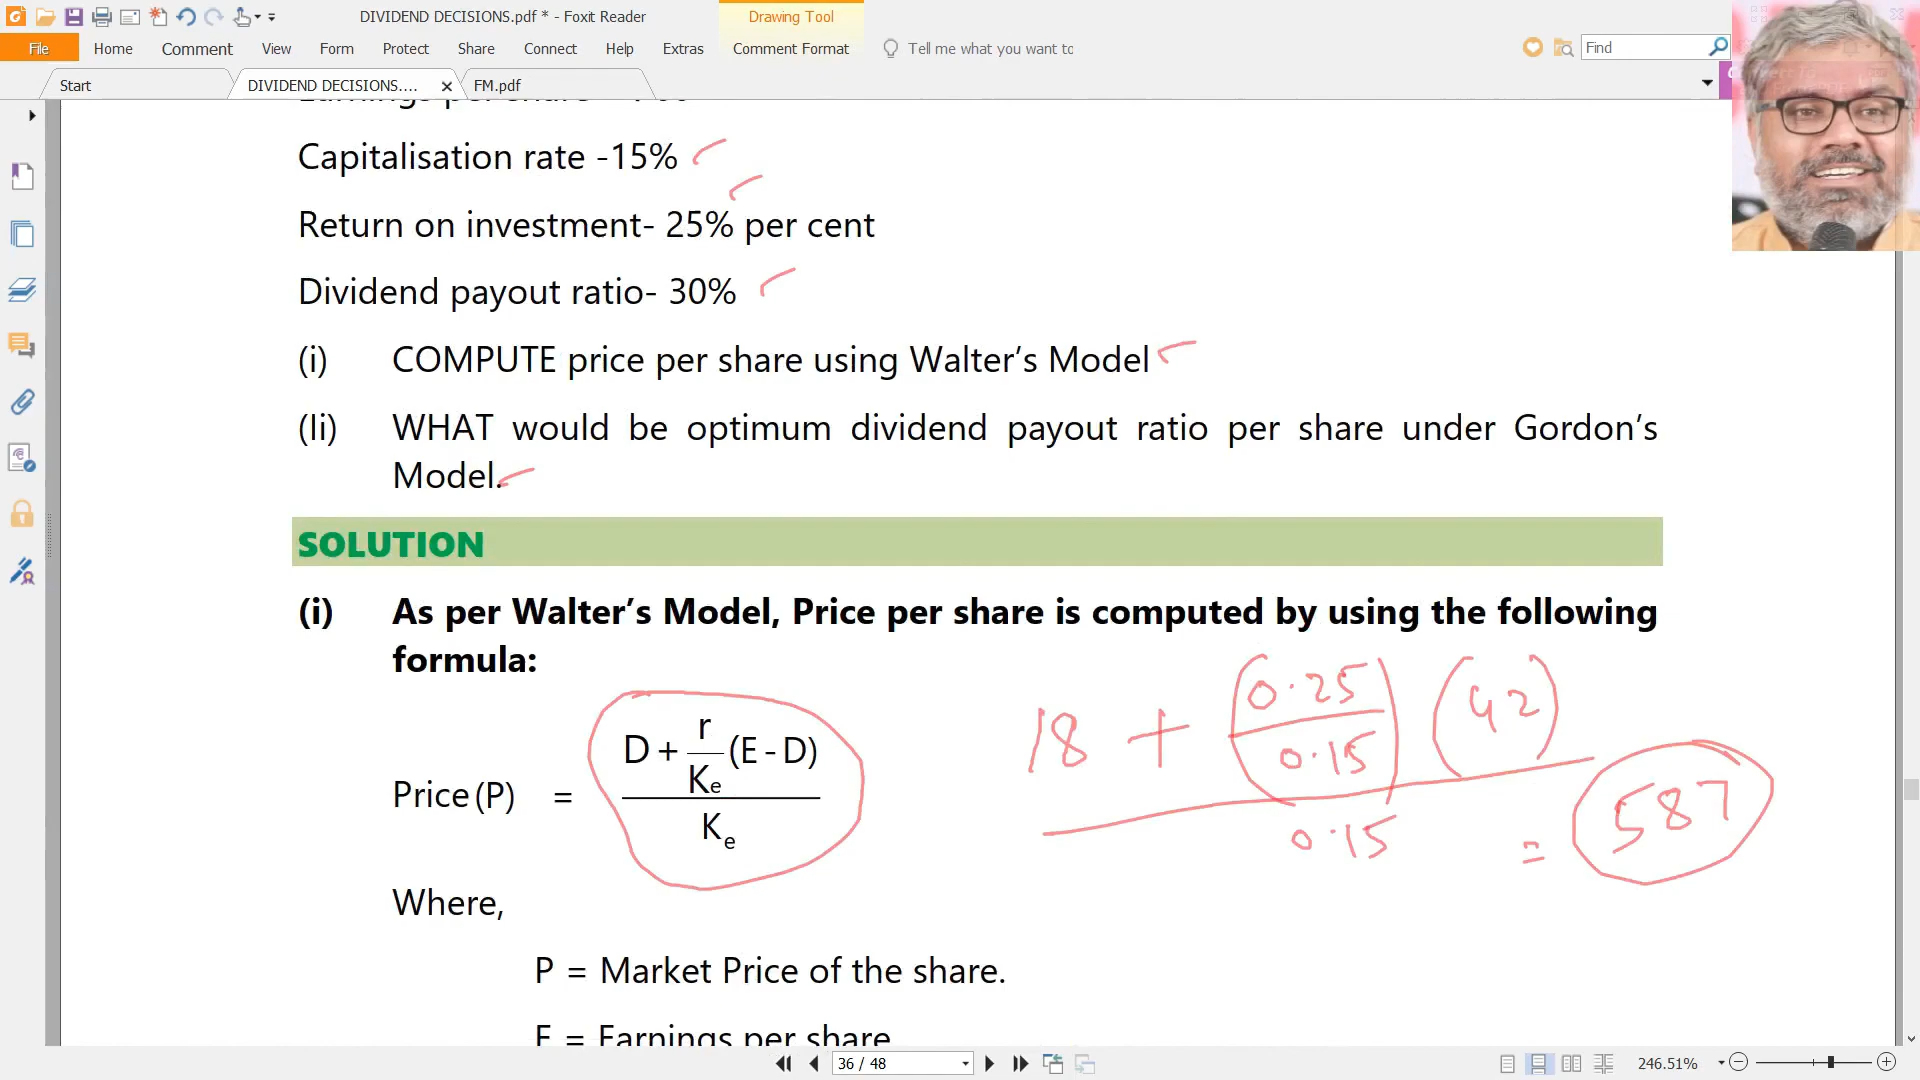 DIVIDEND DECISIONS.pdf * - Foxit Reader
Drawing Tool
File Home Comment View Form Protect Share Connect Help Extras Comment Format Tell me what you want to Find
Start DIVIDEND DECISIONS.... FM.pdf
Earnings per share
Capitalisation rate -15%
Return on investment- 25% per cent
Dividend payout ratio- 30%
(i) COMPUTE price per share using Walter’s Model
(Ii) WHAT would be optimum dividend payout ratio per share under Gordon’s
Model.
SOLUTION
(i) As per Walter’s Model, Price per share is computed by using the following
formula:
Price (P) = D + r/Ke (E - D) / Ke
18 + (0.25/0.15) (42) / 0.15 = 587
Where,
P = Market Price of the share.
E = Earnings per share
36 / 48 246.51%